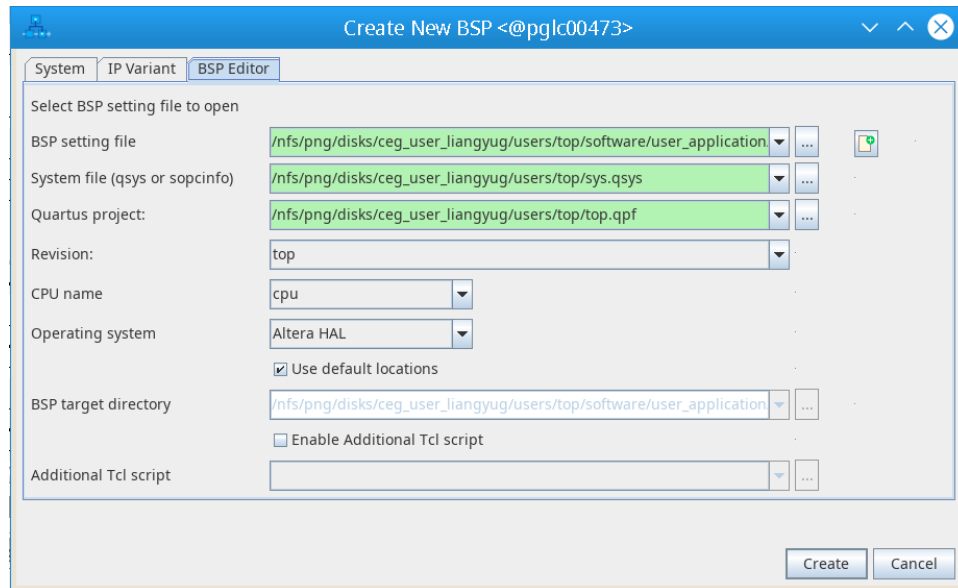 Create New BSP <@pglc00473>
System IP Variant BSP Editor
Select BSP setting file to open
BSP setting file /nfs/png/disks/ceg_user_liangyug/users/top/software/user_application. ...
System file (qsys or sopcinfo) /nfs/png/disks/ceg_user_liangyug/users/top/sys.qsys ...
Quartus project: /nfs/png/disks/ceg_user_liangyug/users/top/top.qpf ...
Revision: top
CPU name cpu
Operating system Altera HAL
Use default locations
BSP target directory /nfs/png/disks/ceg_user_liangyug/users/top/software/user_application. ...
Enable Additional Tcl script
Additional Tcl script ...
Create Cancel